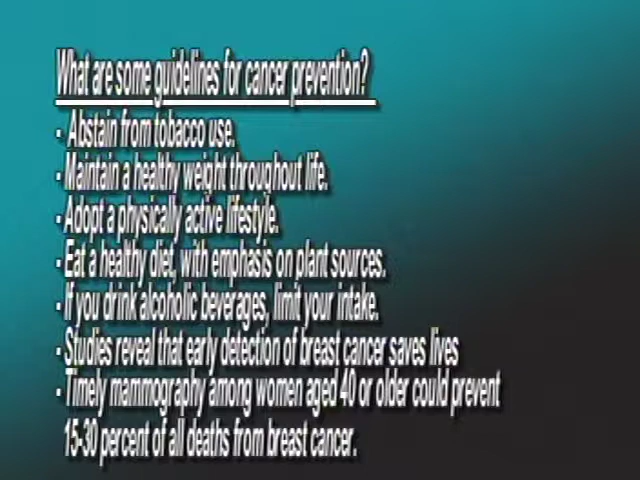 What are some guidelines for cancer prevention?
- Abstain from tobacco use.
- Maintain a healthy weight throughout life.
- Adopt a physically active lifestyle.
- Eat a healthy diet, with emphasis on plant sources.
- If you drink alcoholic beverages, limit your intake.
- Studies reveal that early detection of breast cancer saves lives
- Timely mammography among women aged 40 or older could prevent
15-30 percent of all deaths from breast cancer.